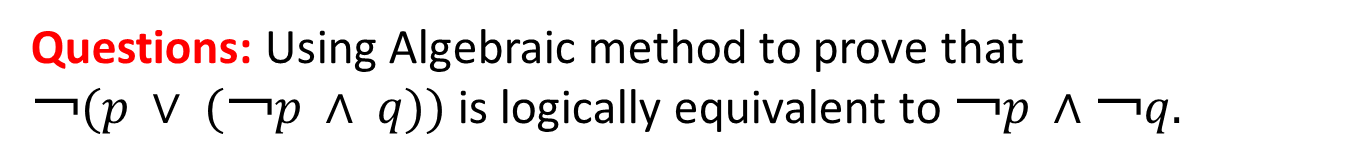 Questions: Using Algebraic method to prove that
¬(p ∨ (¬p ∧ q)) is logically equivalent to ¬p ∧ ¬q.